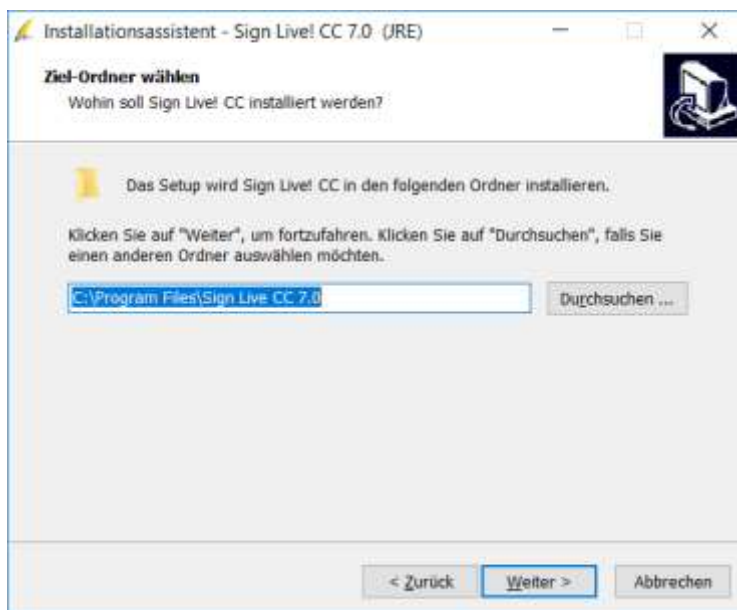 Installationsassistent - Sign Live! CC 7.0 (JRE)
Ziel-Ordner wählen
Wohin soll Sign Live! CC installiert werden?
Das Setup wird Sign Live! CC in den folgenden Ordner installieren.
Klicken Sie auf "Weiter", um fortzufahren. Klicken Sie auf "Durchsuchen", falls Sie
einen anderen Ordner auswählen möchten.
C:\Program Files\Sign Live CC 7.0
Durchsuchen ...
< Zurück
Weiter >
Abbrechen